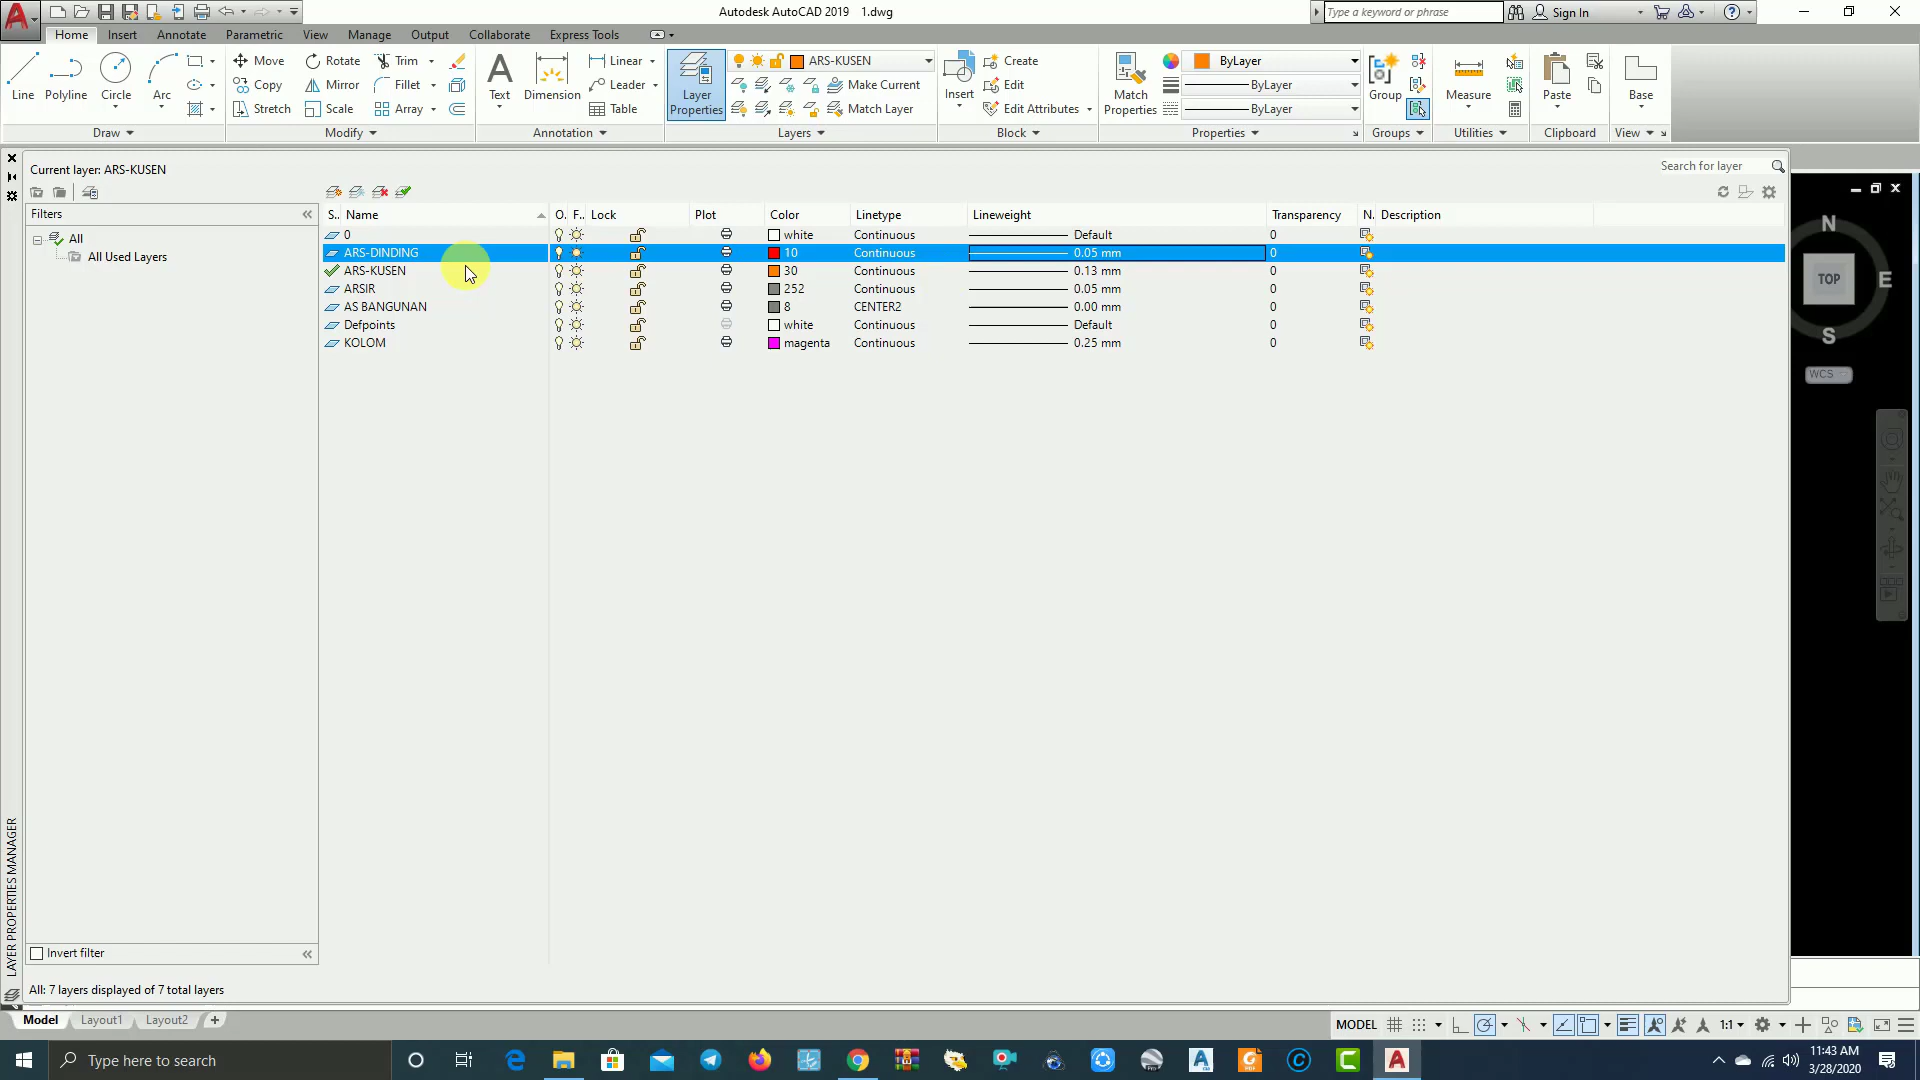 Autodesk AutoCAD 2019 1.dwg
Type a keyword or phrase
Sign In
Home Insert Annotate Parametric View Manage Output Collaborate Express Tools
Line Polyline Circle Arc
Move Rotate Trim
Copy Mirror Fillet
Stretch Scale Array
Text Dimension
Linear
Leader
Table
Layer Properties
ARS-KUSEN
Make Current
Match Layer
Insert
Create
Edit
Edit Attributes
Match Properties
ByLayer
ByLayer
ByLayer
Group
Measure
Paste
Base
Draw Modify Annotation Layers Block Properties Groups Utilities Clipboard View
Current layer: ARS-KUSEN
Search for layer
Filters
All
All Used Layers
S.. Name O. F.. Lock Plot Color Linetype Lineweight Transparency N. Description
0 white Continuous Default 0
ARS-DINDING 10 Continuous 0.05 mm 0
ARS-KUSEN 30 Continuous 0.13 mm 0
ARSIR 252 Continuous 0.05 mm 0
AS BANGUNAN 8 CENTER2 0.00 mm 0
Defpoints white Continuous Default 0
KOLOM magenta Continuous 0.25 mm 0
N
TOP
E
S
WCS
LAYER PROPERTIES MANAGER
Invert filter
All: 7 layers displayed of 7 total layers
Model Layout1 Layout2 +
MODEL 1:1
Type here to search
11:43 AM
3/28/2020